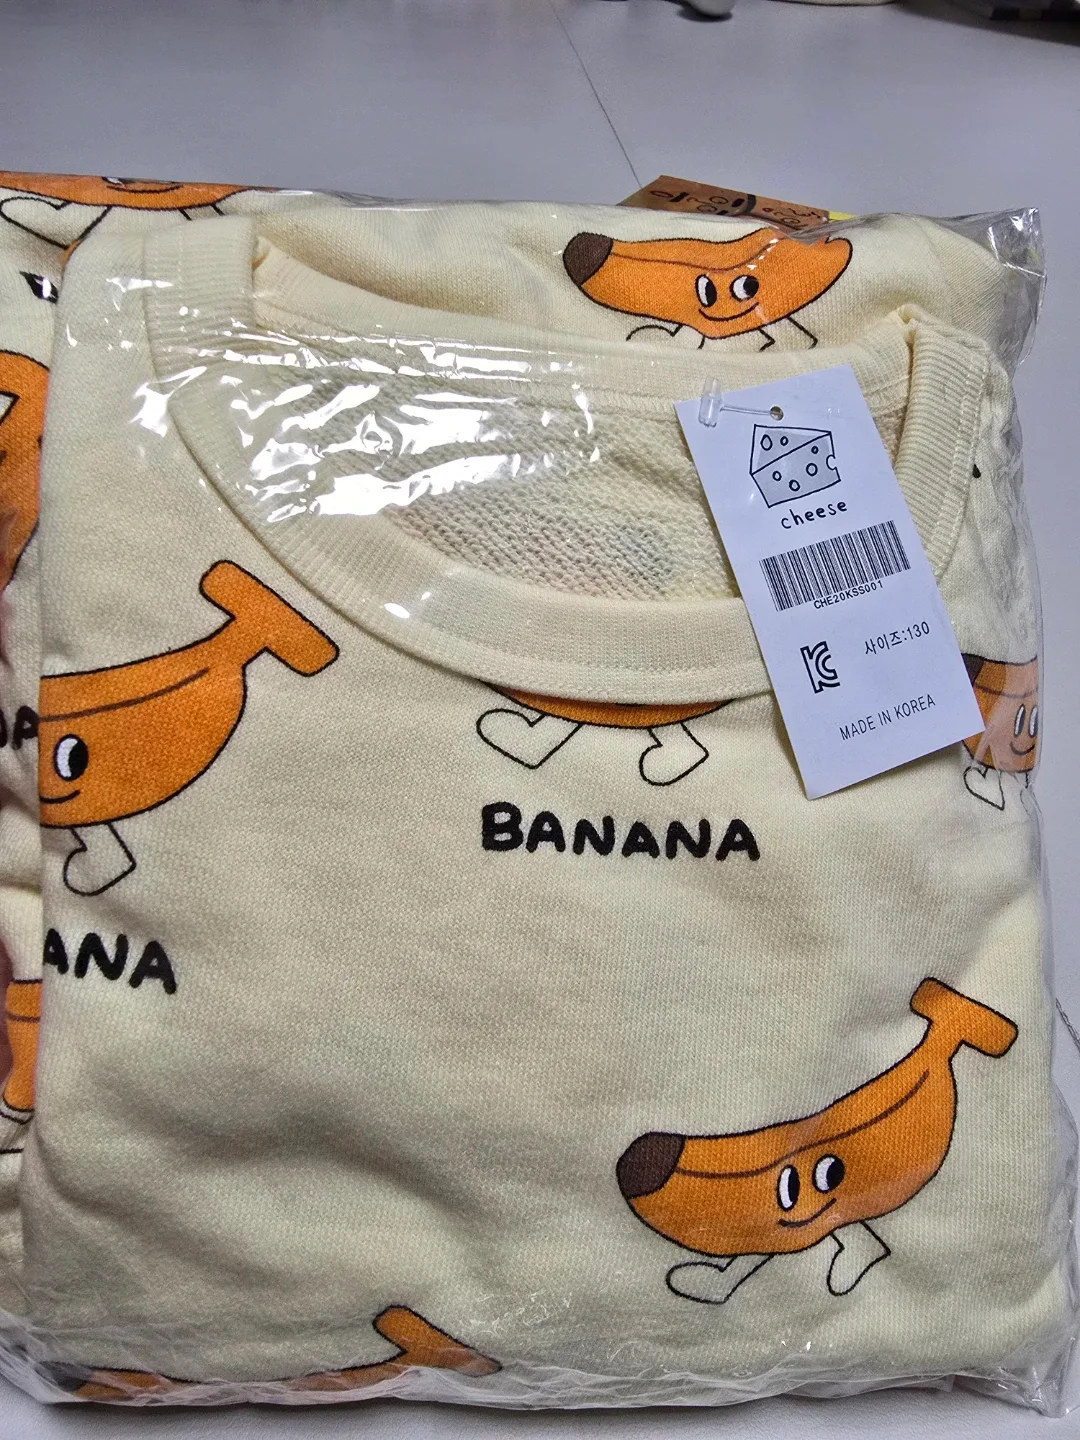 cheese
CHE20KSS001
사이즈:130
MADE IN KOREA
BANANA
ANA